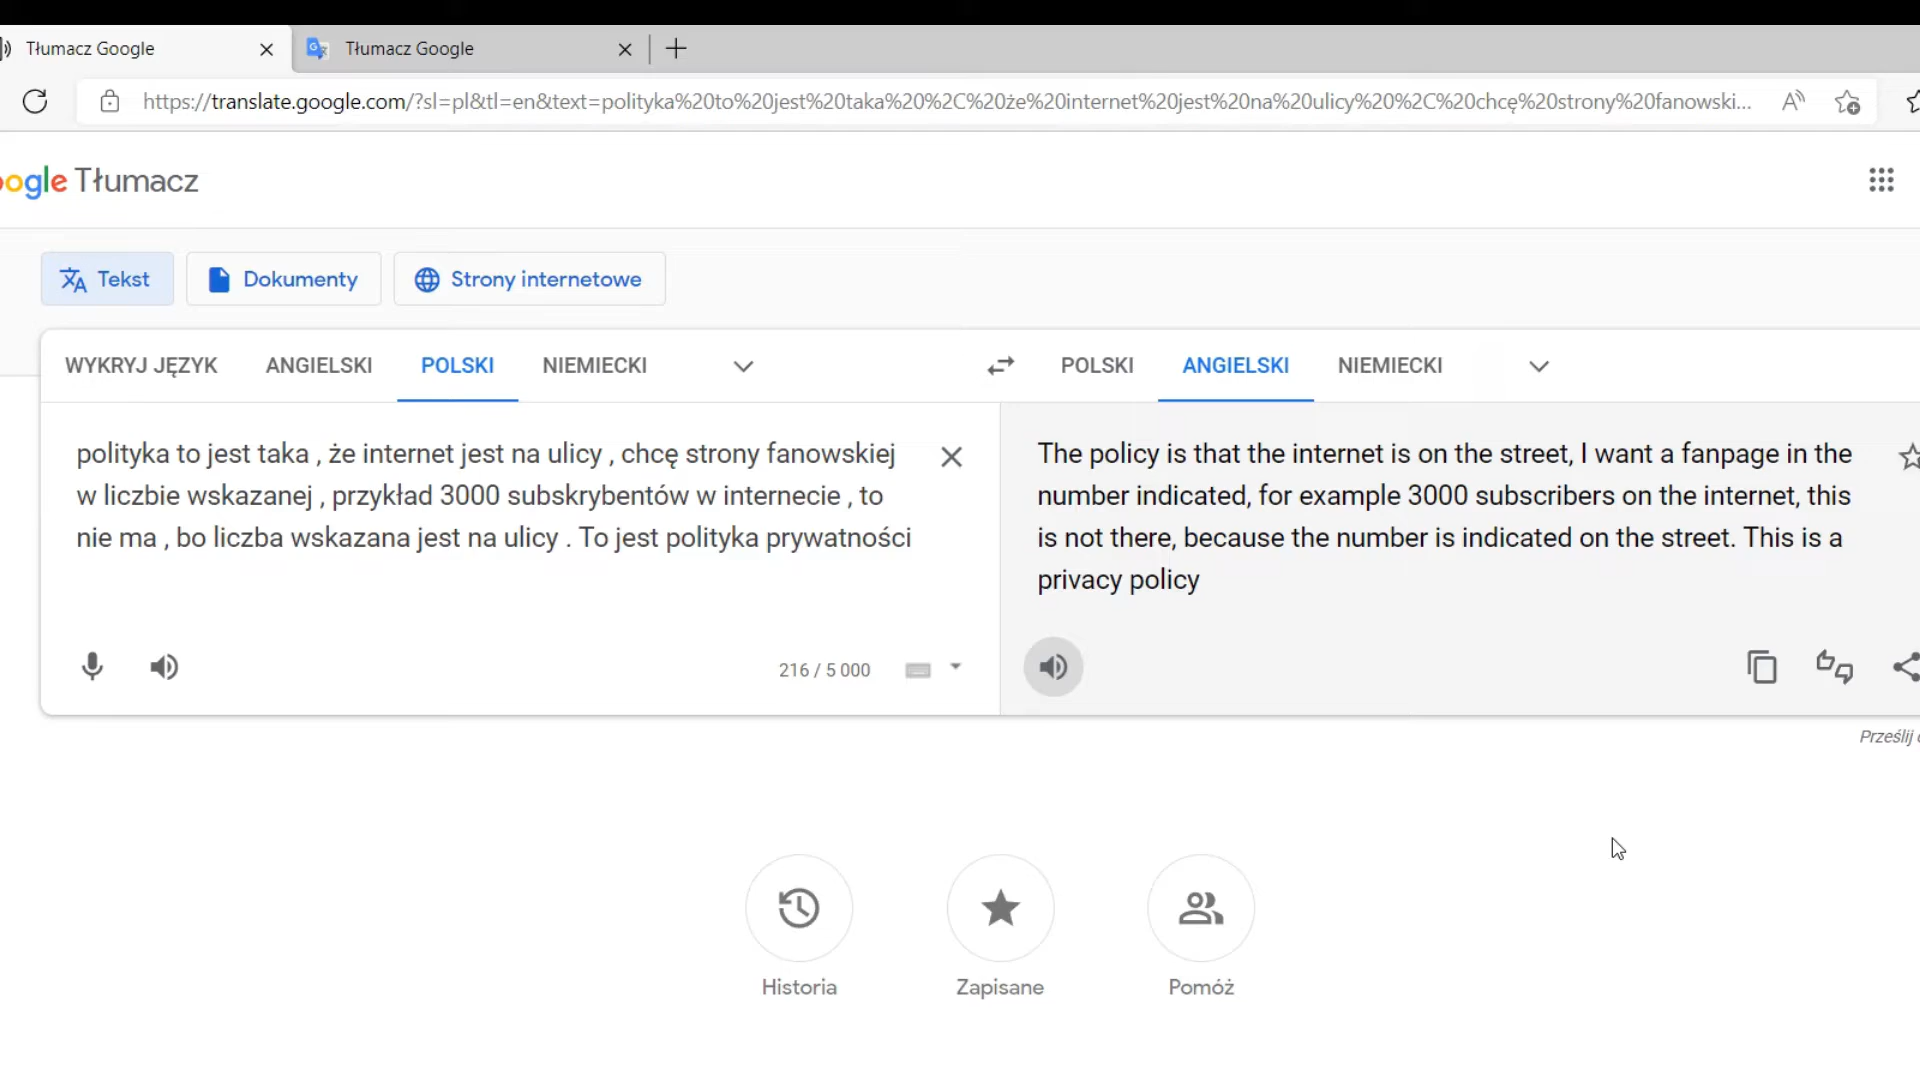 Tłumacz Google
Tłumacz Google
https://translate.google.com/?sl=pl&tl=en&text=polityka%20to%20jest%20taka%20%2C%20że%20internet%20jest%20na%20ulicy%20%2C%20chcę%20strony%20fanowski...
ogle Tłumacz
Tekst
Dokumenty
Strony internetowe
WYKRYJ JĘZYK ANGIELSKI POLSKI NIEMIECKI
POLSKI ANGIELSKI NIEMIECKI
polityka to jest taka , że internet jest na ulicy , chcę strony fanowskiej
w liczbie wskazanej , przykład 3000 subskrybentów w internecie , to
nie ma , bo liczba wskazana jest na ulicy . To jest polityka prywatności
216 / 5 000
The policy is that the internet is on the street, I want a fanpage in the
number indicated, for example 3000 subscribers on the internet, this
is not there, because the number is indicated on the street. This is a
privacy policy
Prześlij
Historia
Zapisane
Pomóż